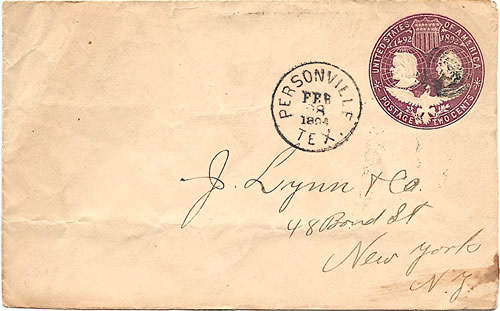 UNITED STATES OF AMERICA
1492 1892
POSTAGE TWO CENTS
PERSONVILLE
FEB
28
1894
TEX.
J. Lynn & Co.
48 Bond St
New York
N.Y.